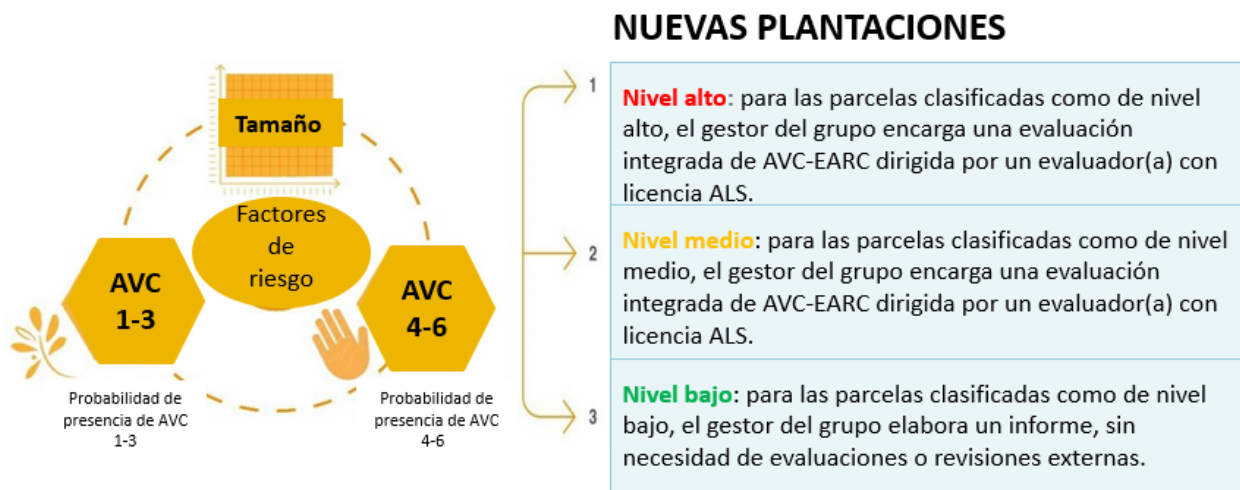 NUEVAS PLANTACIONES
Tamaño
Factores
de
riesgo
AVC
1-3
AVC
4-6
Probabilidad de
presencia de AVC
1-3
Probabilidad de
presencia de AVC
4-6
1
Nivel alto: para las parcelas clasificadas como de nivel
alto, el gestor del grupo encarga una evaluación
integrada de AVC-EARC dirigida por un evaluador(a) con
licencia ALS.
2
Nivel medio: para las parcelas clasificadas como de nivel
medio, el gestor del grupo encarga una evaluación
integrada de AVC-EARC dirigida por un evaluador(a) con
licencia ALS.
3
Nivel bajo: para las parcelas clasificadas como de nivel
bajo, el gestor del grupo elabora un informe, sin
necesidad de evaluaciones o revisiones externas.